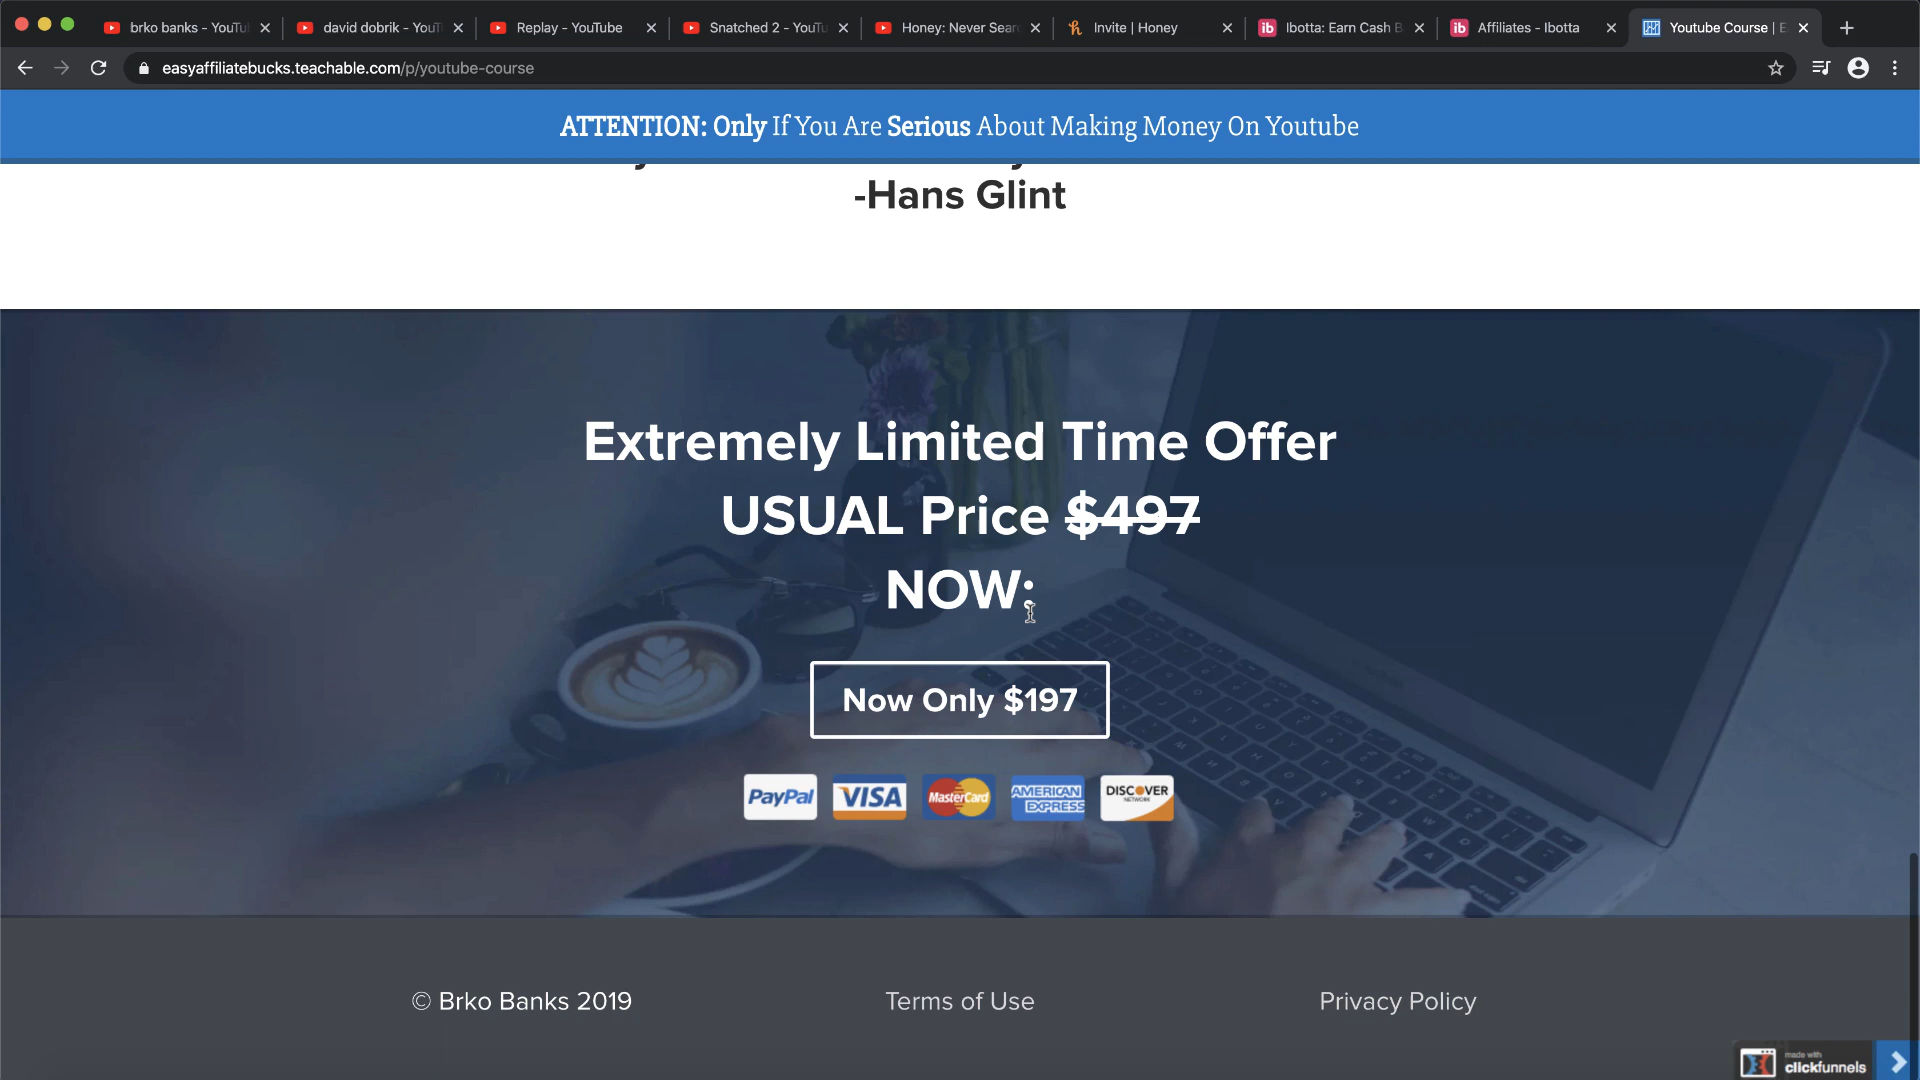 brko banks - YouTu
david dobrik - YouT
Replay - YouTube
Snatched 2 - YouTu
Honey: Never Sear
Invite | Honey
Ibotta: Earn Cash B
Affiliates - Ibotta
Youtube Course | E
easyaffiliatebucks.teachable.com/p/youtube-course
ATTENTION: Only If You Are Serious About Making Money On Youtube
-Hans Glint
Extremely Limited Time Offer
USUAL Price $497
NOW:
Now Only $197
PayPal
VISA
MasterCard
AMERICAN EXPRESS
DISCOVER NETWORK
© Brko Banks 2019
Terms of Use
Privacy Policy
made with
clickfunnels